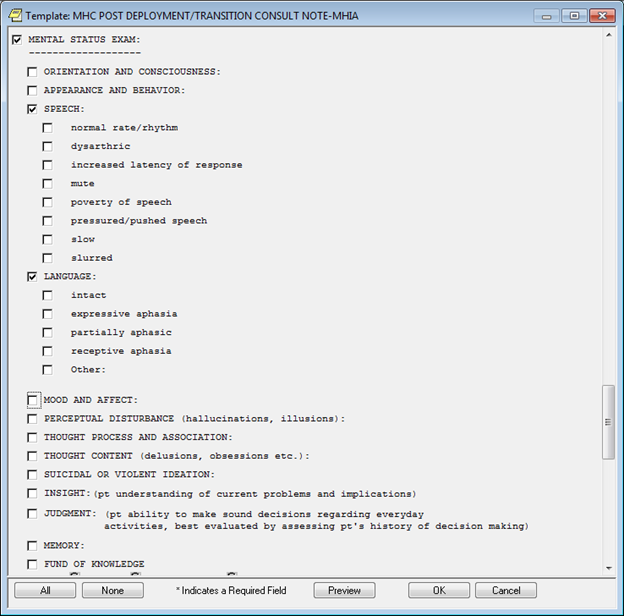 Template: MHC POST DEPLOYMENT/TRANSITION CONSULT NOTE-MHIA
MENTAL STATUS EXAM:
-------------------
ORIENTATION AND CONSCIOUSNESS:
APPEARANCE AND BEHAVIOR:
SPEECH:
normal rate/rhythm
dysarthric
increased latency of response
mute
poverty of speech
pressured/pushed speech
slow
slurred
LANGUAGE:
intact
expressive aphasia
partially aphasic
receptive aphasia
Other:
MOOD AND AFFECT:
PERCEPTUAL DISTURBANCE (hallucinations, illusions):
THOUGHT PROCESS AND ASSOCIATION:
THOUGHT CONTENT (delusions, obsessions etc.):
SUICIDAL OR VIOLENT IDEATION:
INSIGHT:(pt understanding of current problems and implications)
JUDGMENT: (pt ability to make sound decisions regarding everyday
activities, best evaluated by assessing pt's history of decision making)
MEMORY:
FUND OF KNOWLEDGE
All None * Indicates a Required Field Preview OK Cancel